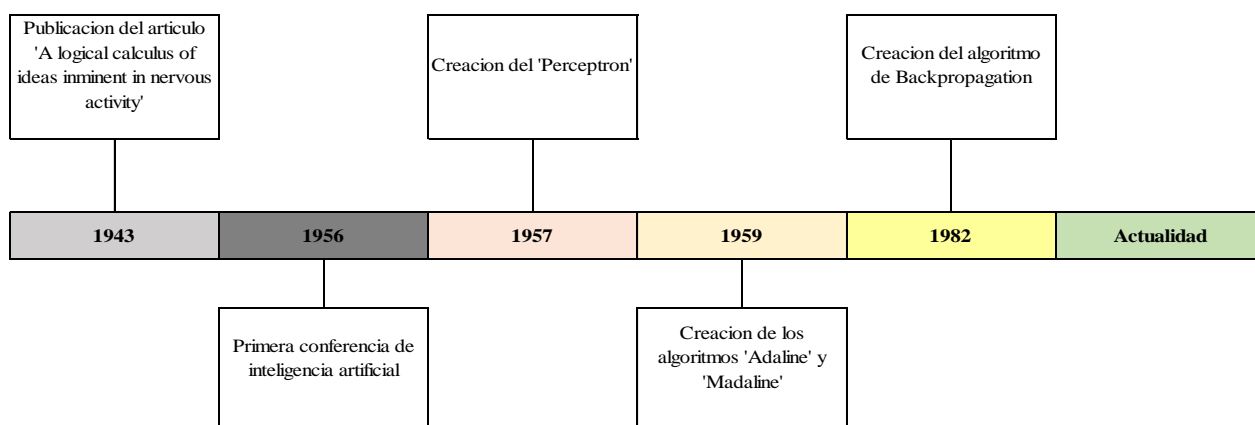 Publicacion del articulo
'A logical calculus of
ideas inminent in nervous
activity'
Creacion del 'Perceptron'
Creacion del algoritmo
de Backpropagation
1943
1956
1957
1959
1982
Actualidad
Primera conferencia de
inteligencia artificial
Creacion de los
algoritmos 'Adaline' y
'Madaline'